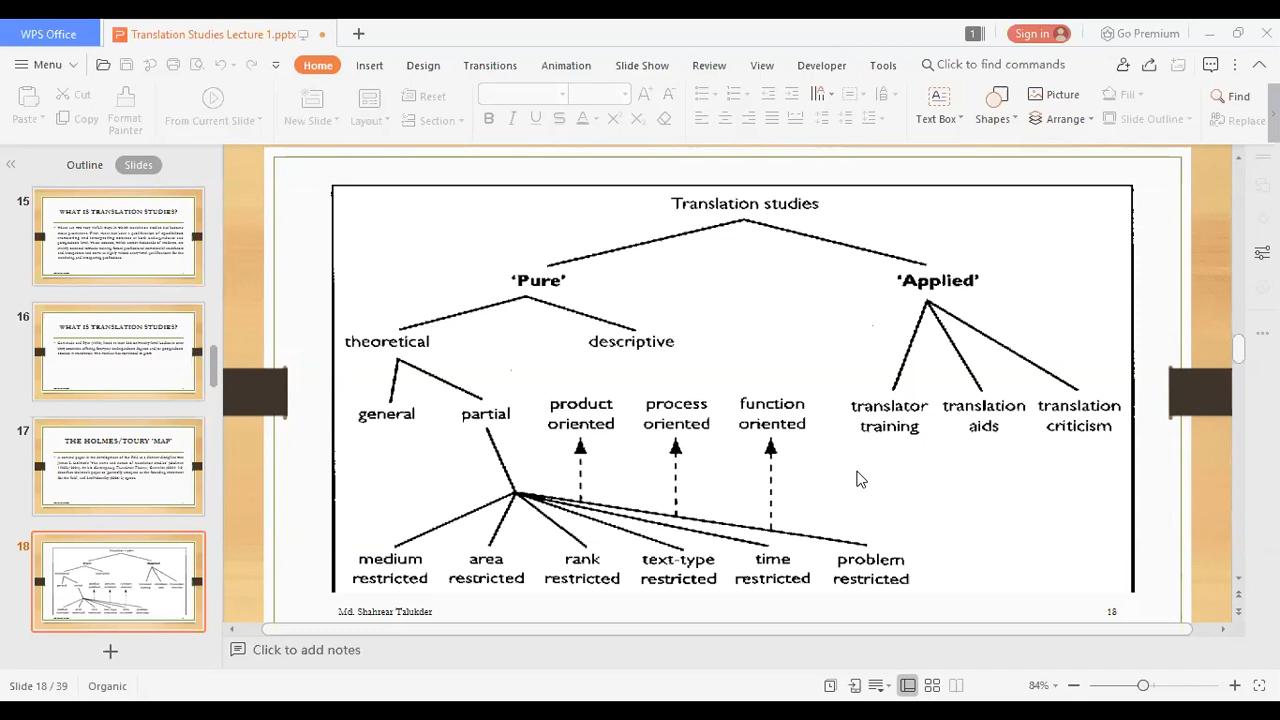 WPS Office
Translation Studies Lecture 1.pptx
1
Sign in
Go Premium
Menu
Home
Insert
Design
Transitions
Animation
Slide Show
Review
View
Developer
Tools
Click to find commands
Cut
Format Painter
From Current Slide
New Slide
Layout
Reset
Section
B I U S A X² X₂
Text Box
Shapes
Picture
Arrange
Fill
Slide Outline
Find
Replace
Outline
Slides
15
WHAT IS TRANSLATION STUDIES?
16
WHAT IS TRANSLATION STUDIES?
17
THE HOLMES/TOURY 'MAP'
18
Translation studies
‘Pure’
‘Applied’
theoretical
descriptive
general
partial
product oriented
process oriented
function oriented
translator training
translation aids
translation criticism
medium restricted
area restricted
rank restricted
text-type restricted
time restricted
problem restricted
Md. Shahrear Talukder
18
Click to add notes
Slide 18 / 39
Organic
84%